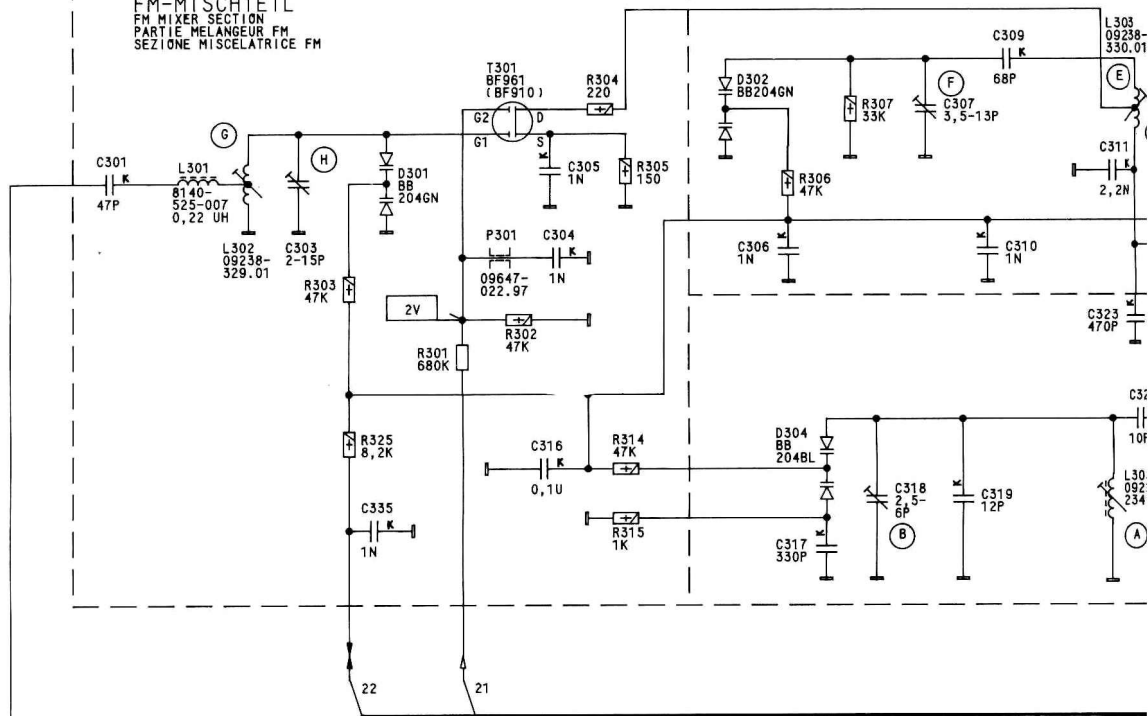 FM-MISCHTEIL
FM MIXER SECTION
PARTIE MELANGEUR FM
SEZIONE MISCELATRICE FM
T301
BF961
(BF910)
G2
D
G1
S
R304
220
C309
K
68P
L303
09238-
330.01
E
D302
BB204GN
R307
33K
F
C307
3,5-13P
G
H
C301
K
47P
L301
8140-
525-007
0,22 UH
L302
09238-
329.01
C303
2-15P
D301
BB
204GN
K
C305
1N
R305
150
R306
47K
C311
K
2,2N
P301
09647-
022.97
C304
K
1N
K
C306
1N
K
C310
1N
R303
47K
2V
R302
47K
R301
680K
K
C323
470P
R325
8,2K
C316
K
0,1U
R314
47K
D304
BB
204BL
C318
2,5-
6P
B
K
C319
12P
K
A
C335
K
1N
R315
1K
K
C317
330P
22
21